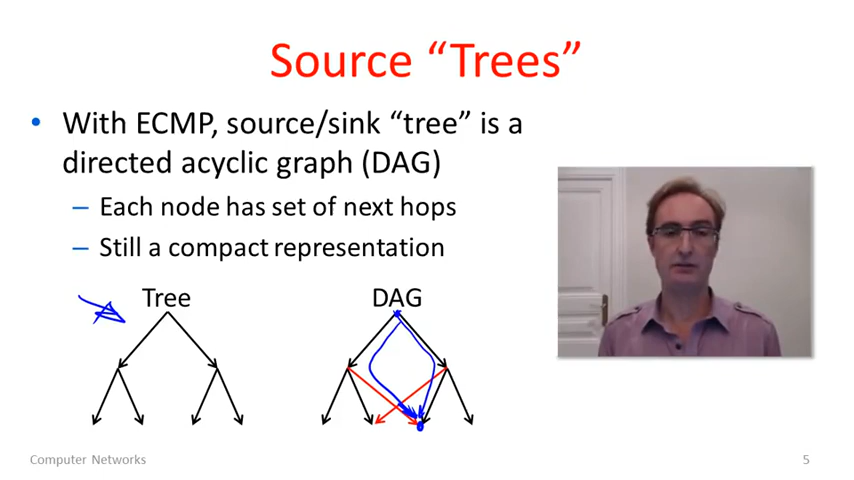 Source “Trees”
• With ECMP, source/sink “tree” is a
directed acyclic graph (DAG)
– Each node has set of next hops
– Still a compact representation
Tree
DAG
Computer Networks
5